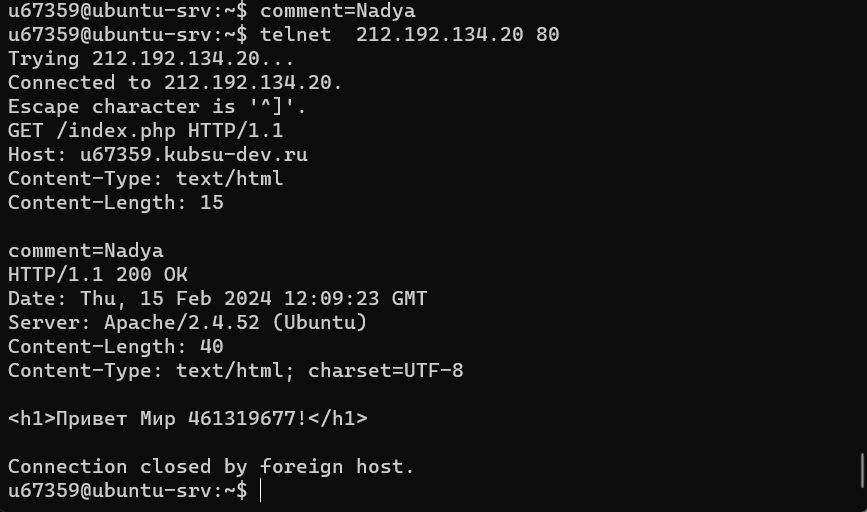 u67359@ubuntu-srv:~$ comment=Nadya
u67359@ubuntu-srv:~$ telnet  212.192.134.20 80
Trying 212.192.134.20...
Connected to 212.192.134.20.
Escape character is '^]'.
GET /index.php HTTP/1.1
Host: u67359.kubsu-dev.ru
Content-Type: text/html
Content-Length: 15

comment=Nadya
HTTP/1.1 200 OK
Date: Thu, 15 Feb 2024 12:09:23 GMT
Server: Apache/2.4.52 (Ubuntu)
Content-Length: 40
Content-Type: text/html; charset=UTF-8

<h1>Привет Мир 461319677!</h1>

Connection closed by foreign host.
u67359@ubuntu-srv:~$